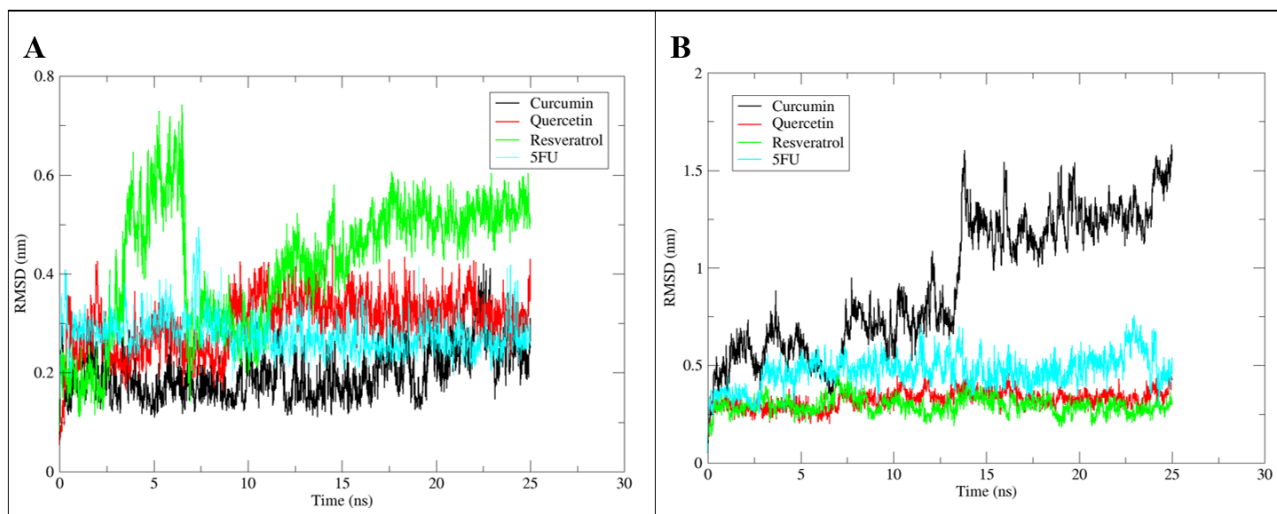 A
RMSD (nm)
0.8
0.6
0.4
0.2
0
0 5 10 15 20 25 30
Time (ns)
Curcumin
Quercetin
Resveratrol
5FU
B
RMSD (nm)
2
1.5
1
0.5
0
0 5 10 15 20 25 30
Time (ns)
Curcumin
Quercetin
Resveratrol
5FU